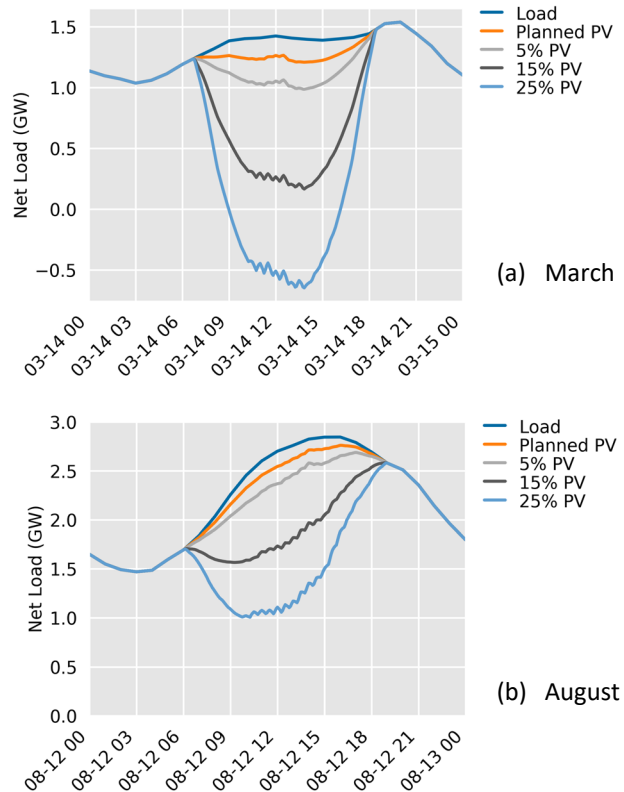 Net Load (GW)
1.5
1.0
0.5
0.0
−0.5
03-14 00
03-14 03
03-14 06
03-14 09
03-14 12
03-14 15
03-14 18
03-14 21
03-15 00
Load
Planned PV
5% PV
15% PV
25% PV
(a) March
Net Load (GW)
3.0
2.5
2.0
1.5
1.0
0.5
0.0
08-12 00
08-12 03
08-12 06
08-12 09
08-12 12
08-12 15
08-12 18
08-12 21
08-13 00
Load
Planned PV
5% PV
15% PV
25% PV
(b) August